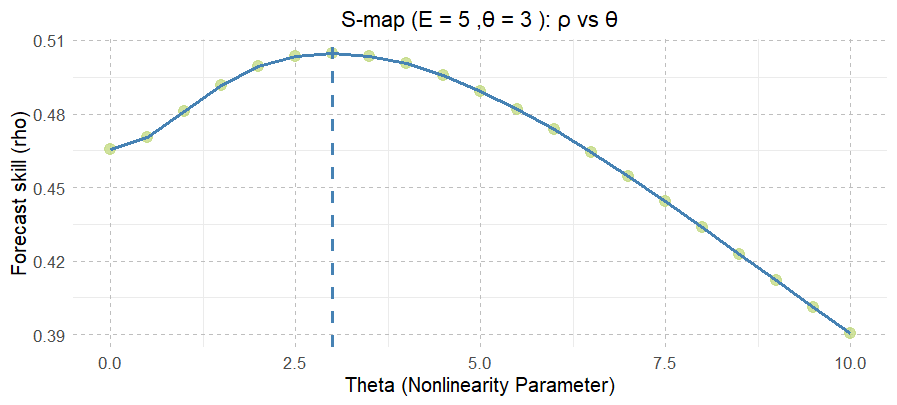 S-map (E = 5 ,θ = 3 ): ρ vs θ
Forecast skill (rho)
0.51
0.48
0.45
0.42
0.39
0.0 2.5 5.0 7.5 10.0
Theta (Nonlinearity Parameter)